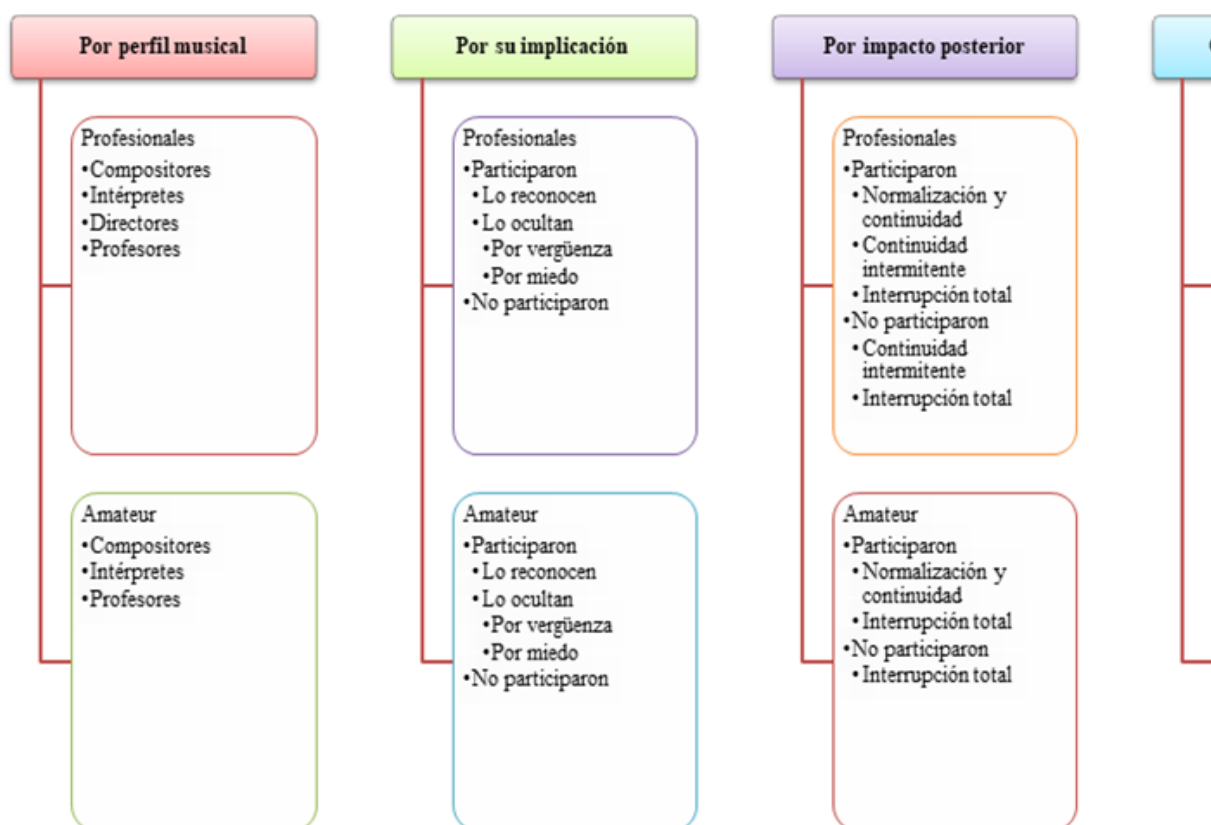 Por perfil musical
Profesionales
•Compositores
•Intérpretes
•Directores
•Profesores
Amateur
•Compositores
•Intérpretes
•Profesores
Por su implicación
Profesionales
•Participaron
•Lo reconocen
•Lo ocultan
•Por vergüenza
•Por miedo
•No participaron
Amateur
•Participaron
•Lo reconocen
•Lo ocultan
•Por vergüenza
•Por miedo
•No participaron
Por impacto posterior
Profesionales
•Participaron
•Normalización y
continuidad
•Continuidad
intermitente
•Interrupción total
•No participaron
•Continuidad
intermitente
•Interrupción total
Amateur
•Participaron
•Normalización y
continuidad
•Interrupción total
•No participaron
•Interrupción total